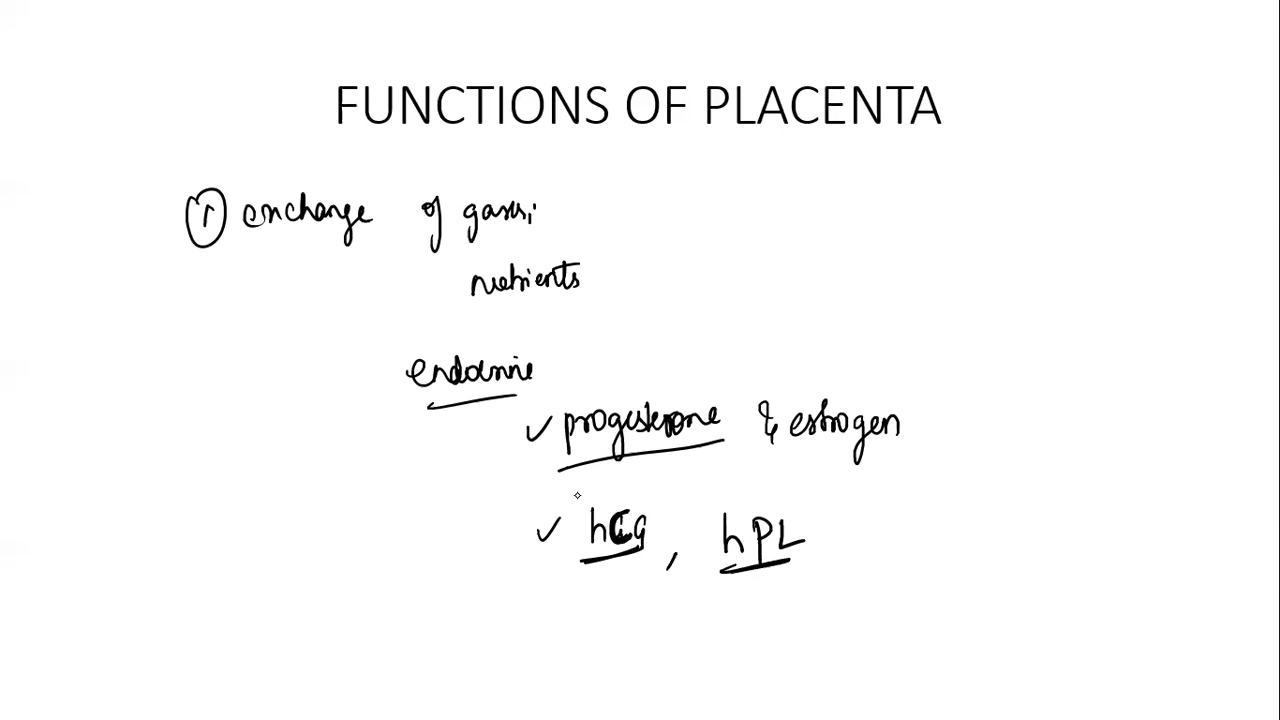 FUNCTIONS OF PLACENTA
① exchange of gases,
nutrients
endocrine
✓ progesterone & estrogen
✓ hCg, hPL